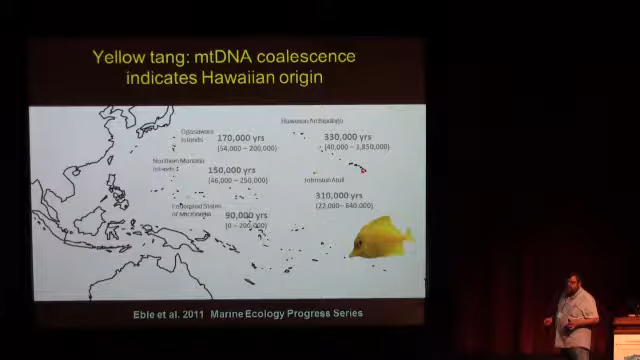 Yellow tang: mtDNA coalescence
indicates Hawaiian origin
Hawaiian Archipelago
Ogasawara
Islands
170,000 yrs
(54,000 – 200,000)
330,000 yrs
(40,000 – 1,850,000)
Northern Mariana
Islands
150,000 yrs
(46,000 – 250,000)
Johnston Atoll
310,000 yrs
(22,000 – 640,000)
Federated States
of Micronesia
90,000 yrs
(0 – 200,000)
Eble et al. 2011 Marine Ecology Progress Series